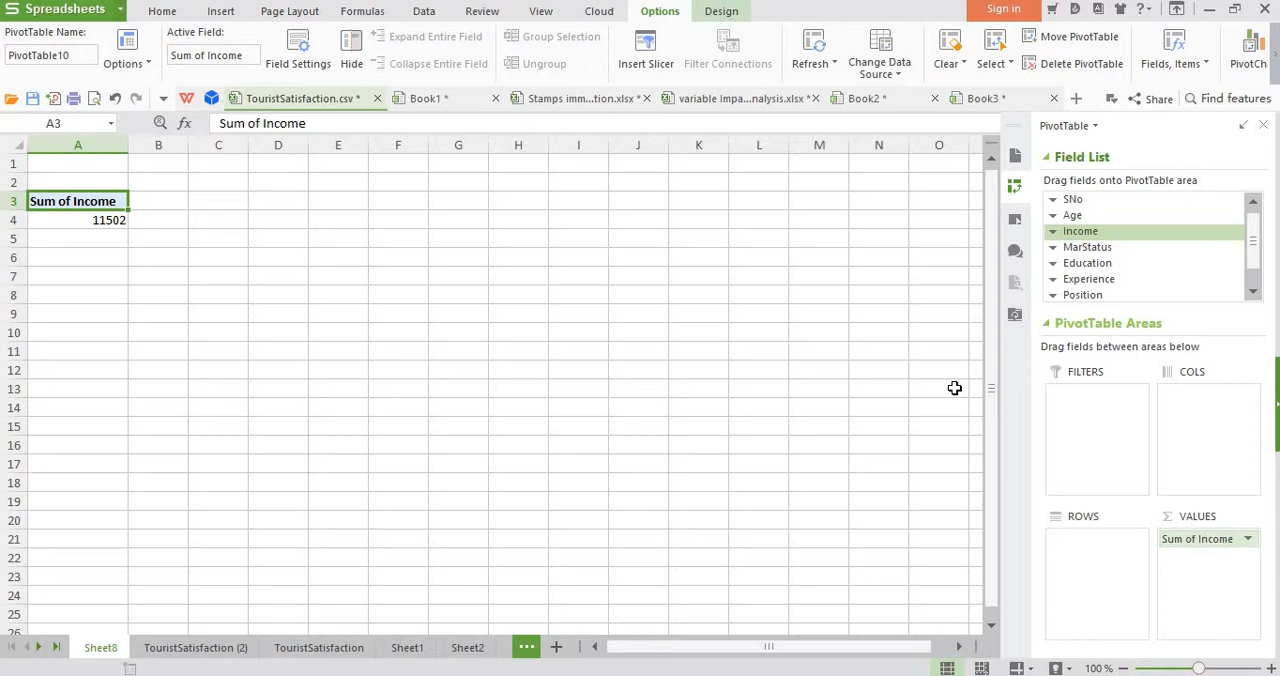 Spreadsheets
Home Insert Page Layout Formulas Data Review View Cloud Options Design Sign in
PivotTable Name:
PivotTable10
Options
Active Field:
Sum of Income
Field Setting
Hide
Expand Entire Field
Collapse Entire Field
Group Selection
Ungroup
Insert Slicer
Filter Connections
Refresh
Change Data
Source
Clear
Select
Move PivotTable
Delete PivotTable
Fields, Items
PivotCh
TouristSatisfaction.csv * Book1 * Stamps imm...tion.xlsx * variable Impa...nalysis.xlsx * Book2 * Book3 * Share Find features
A3 fx Sum of Income
A B C D E F G H I J K L M N O
1
2
3 Sum of Income
4 11502
5
6
7
8
9
10
11
12
13
14
15
16
17
18
19
20
21
22
23
24
25
26
PivotTable
Field List
Drag fields onto PivotTable area
SNo
Age
Income
MarStatus
Education
Experience
Position
PivotTable Areas
Drag fields between areas below
FILTERS COLS
ROWS Σ VALUES
Sum of Income
Sheet8 TouristSatisfaction (2) TouristSatisfaction Sheet1 Sheet2 ••• +
100 %